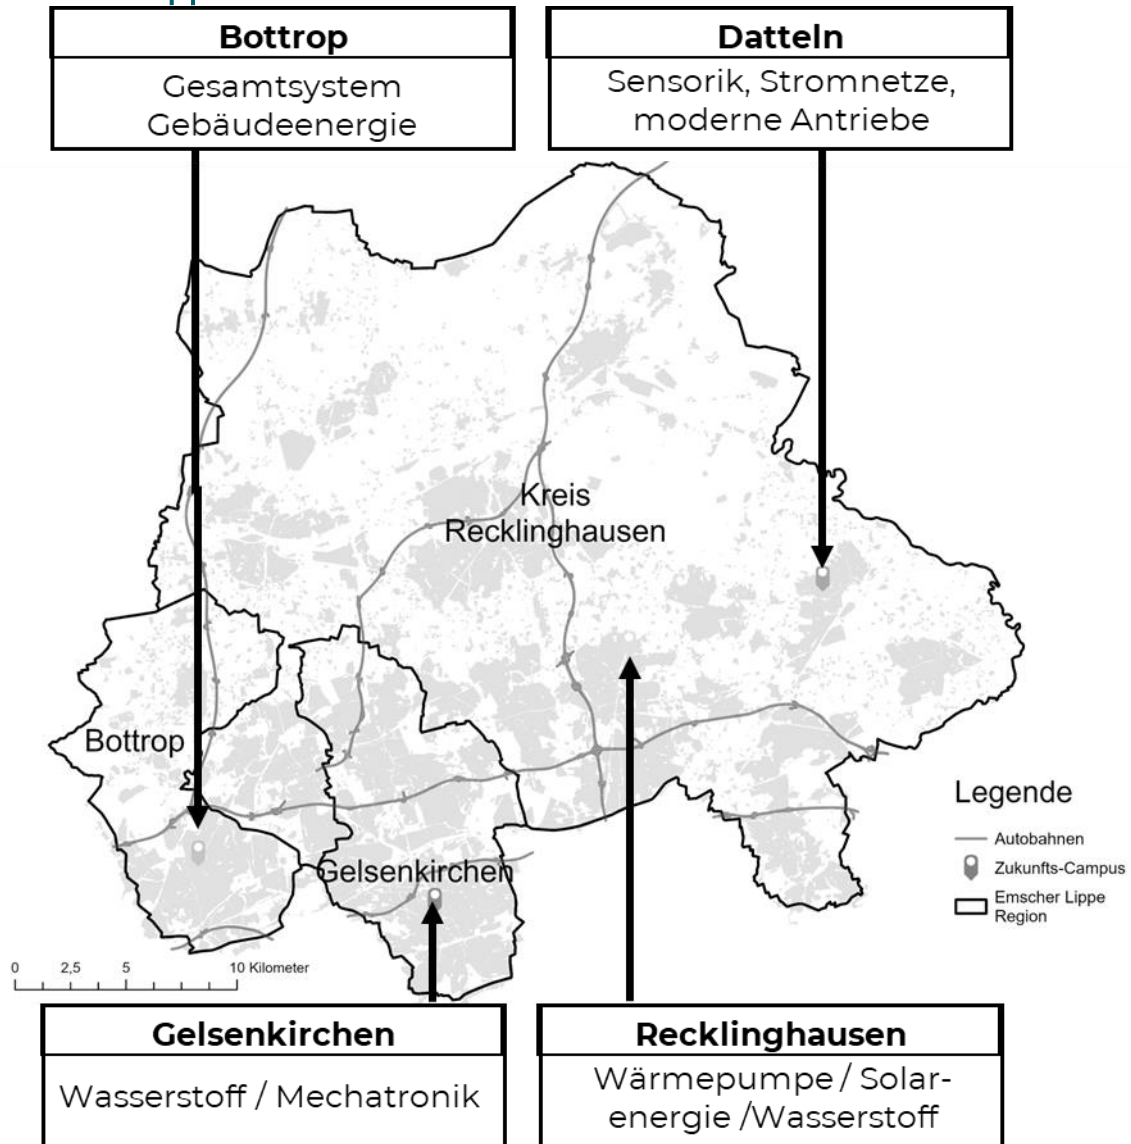 Bottrop
Gesamtsystem
Gebäudeenergie
Datteln
Sensorik, Stromnetze,
moderne Antriebe
Kreis
Recklinghausen
Bottrop
Gelsenkirchen
Legende
Autobahnen
Zukunfts-Campus
Emscher Lippe
Region
0 2,5 5 10 Kilometer
Gelsenkirchen
Wasserstoff / Mechatronik
Recklinghausen
Wärmepumpe / Solar-
energie /Wasserstoff